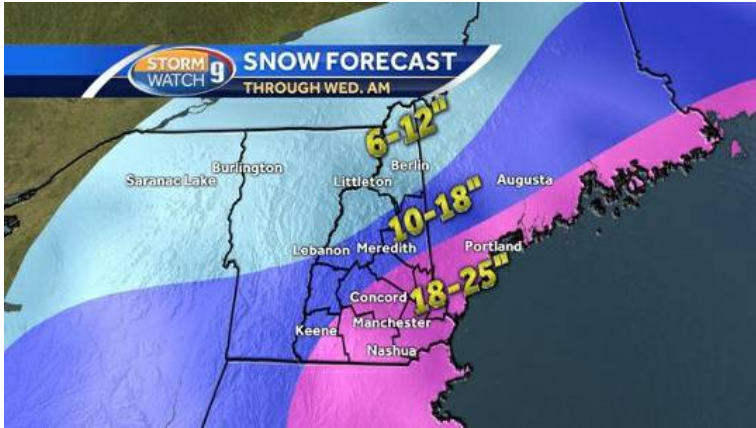 STORM
WATCH 9
SNOW FORECAST
THROUGH WED. AM
6-12"
Berlin
Burlington
Saranac Lake
Littleton
Augusta
10-18"
Lebanon
Meredith
Portland
18-25"
Concord
Keene
Manchester
Nashua